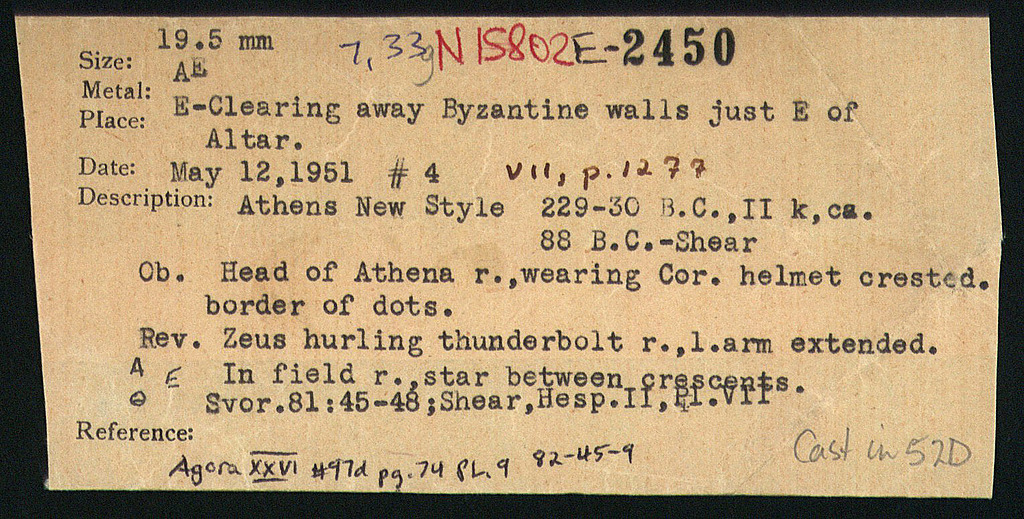 19.5 mm 7,33g N 15802 E-2450
Size:
AE
Metal:
E-Clearing away Byzantine walls just E of
Place:
Altar.
Date: May 12,1951 # 4 VII, p.1277
Description: Athens New Style 229-30 B.C.,II k,ca.
88 B.C.-Shear
Ob. Head of Athena r.,wearing Cor. helmet crested.
border of dots.
Rev. Zeus hurling thunderbolt r.,l.arm extended.
A E In field r.,star between crescents.
Θ Svor.81:45-48;Shear,Hesp.II,Pl.VII
Reference:
Agora XXVI #97d pg.74 PL.9 82-45-9
Cast in 52D